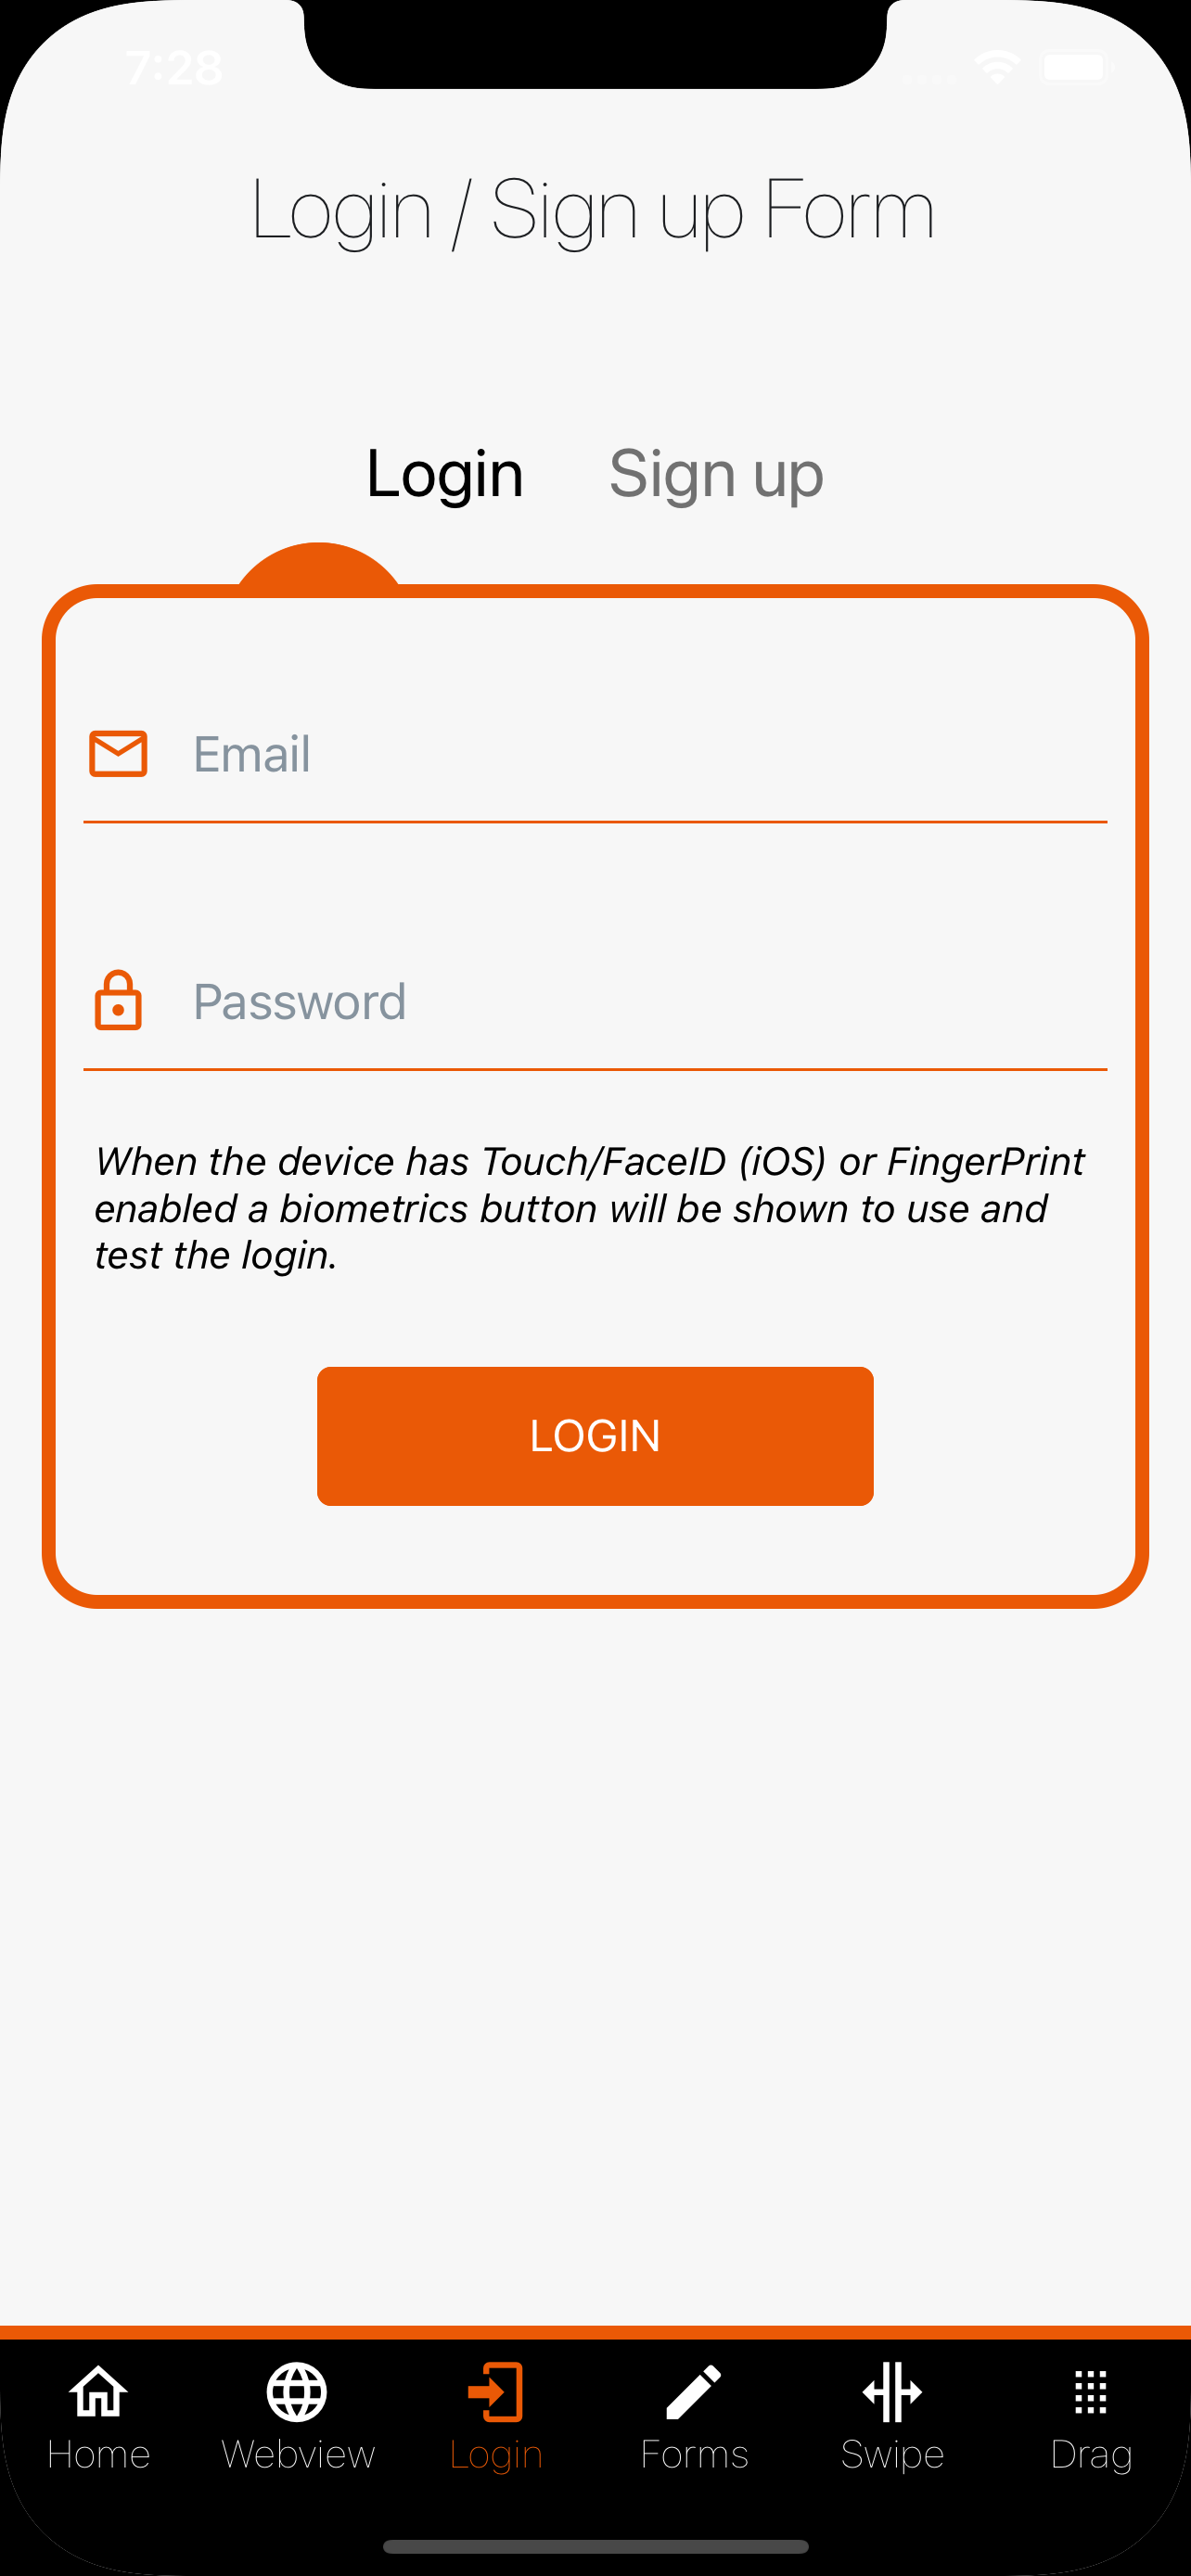 7:28
Login / Sign up Form
Login Sign up
Email
Password
When the device has Touch/FaceID (iOS) or FingerPrint
enabled a biometrics button will be shown to use and
test the login.
LOGIN
Home Webview Login Forms Swipe Drag